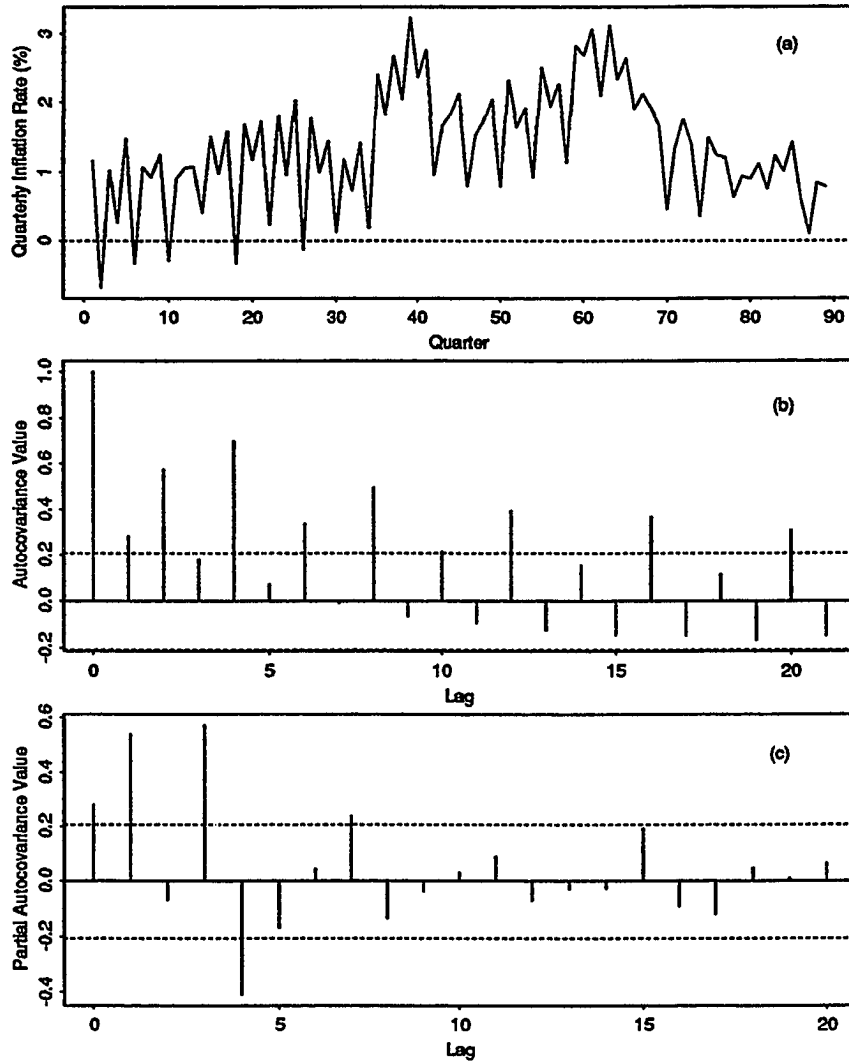 (a)
Quarterly Inflation Rate (%)
3
2
1
0
0 10 20 30 40 50 60 70 80 90
Quarter
(b)
Autocovariance Value
1.0
0.8
0.6
0.4
0.2
0.0
-0.2
0 5 10 15 20
Lag
(c)
Partial Autocovariance Value
0.6
0.4
0.2
0.0
-0.2
-0.4
0 5 10 15 20
Lag